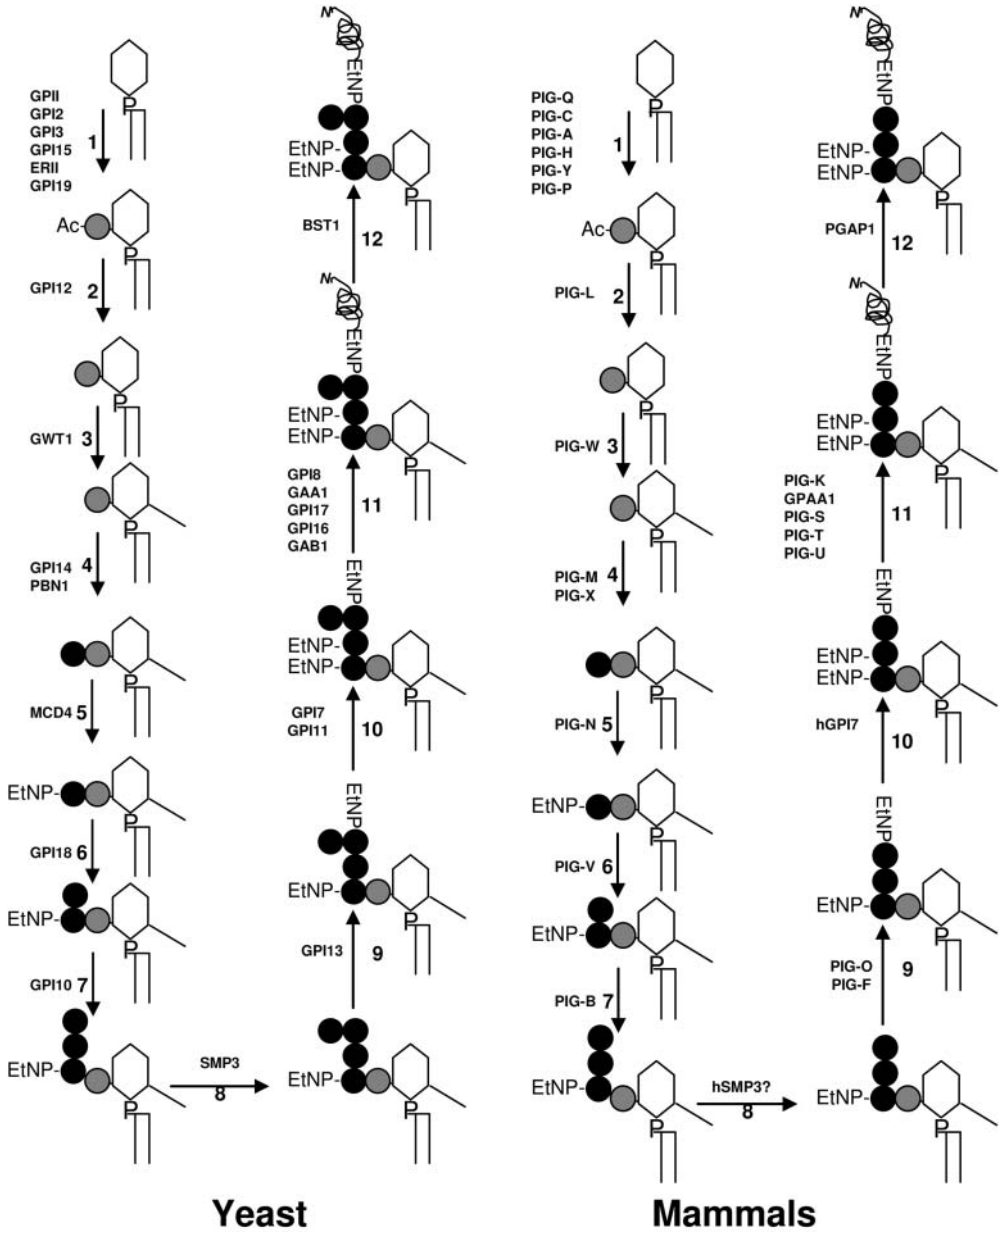 GPII
GPI2
GPI3
GPI15
ERII
GPI19
1
P
Ac-
P
GPI12
2
P
GWT1
3
P
GPI14
PBN1
4
P
MCD4
5
EtNP-
P
GPI18
6
EtNP-
P
GPI10
7
EtNP-
P
SMP3
8
EtNP-
P
GPI13
9
EtNP
EtNP-
P
GPI7
GPI11
10
EtNP
EtNP-
EtNP-
P
GPI8
GAA1
GPI17
GPI16
GAB1
11
N
EtNP
EtNP-
EtNP-
P
BST1
12
N
EtNP
EtNP-
EtNP-
P
Yeast
PIG-Q
PIG-C
PIG-A
PIG-H
PIG-Y
PIG-P
1
P
Ac-
P
PIG-L
2
P
PIG-W
3
P
PIG-M
PIG-X
4
P
PIG-N
5
EtNP-
P
PIG-V
6
EtNP-
P
PIG-B
7
EtNP-
P
hSMP3?
8
EtNP-
P
PIG-O
PIG-F
9
EtNP
EtNP-
P
hGPI7
10
EtNP
EtNP-
EtNP-
P
PIG-K
GPAA1
PIG-S
PIG-T
PIG-U
11
N
EtNP
EtNP-
EtNP-
P
PGAP1
12
N
EtNP
EtNP-
EtNP-
P
Mammals